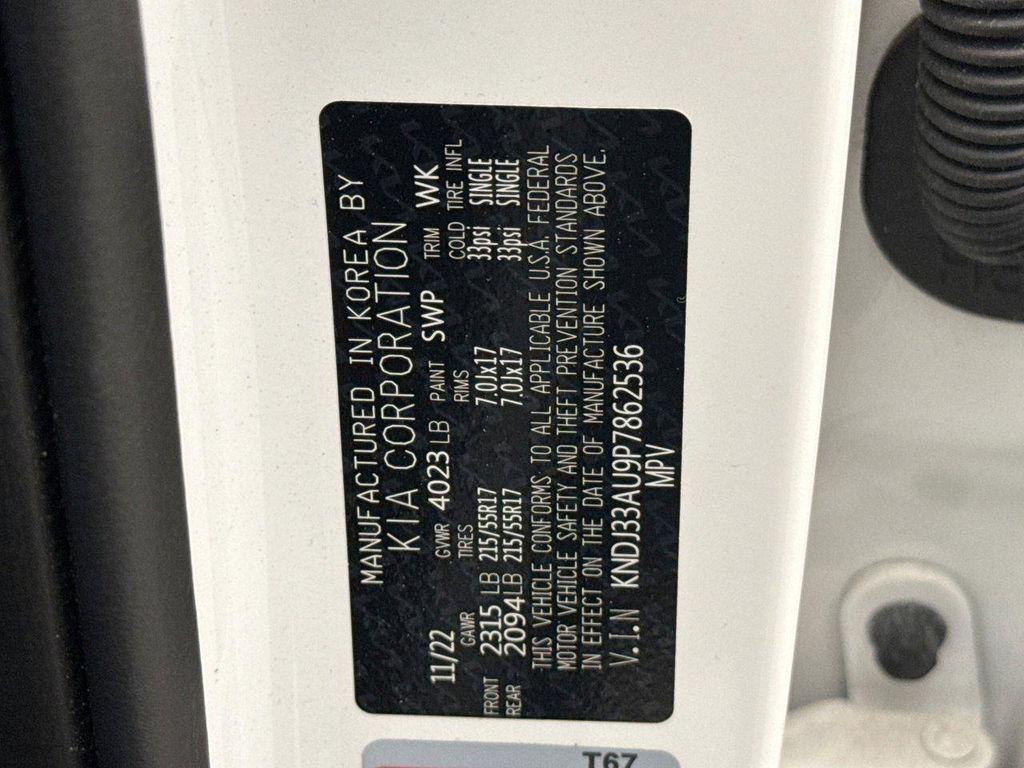 MANUFACTURED IN KOREA BY
KIA CORPORATION
11/22 GVWR 4023 LB PAINT SWP TRIM WK
GAWR TIRES RIMS COLD TIRE INFL
FRONT 2315 LB 215/55R17 7.0Jx17 33psi SINGLE
REAR 2094 LB 215/55R17 7.0Jx17 33psi SINGLE
THIS VEHICLE CONFORMS TO ALL APPLICABLE U.S.A. FEDERAL
MOTOR VEHICLE SAFETY AND THEFT PREVENTION STANDARDS
IN EFFECT ON THE DATE OF MANUFACTURE SHOWN ABOVE.
V.I.N KNDJ33AU9P7862536
MPV
T67